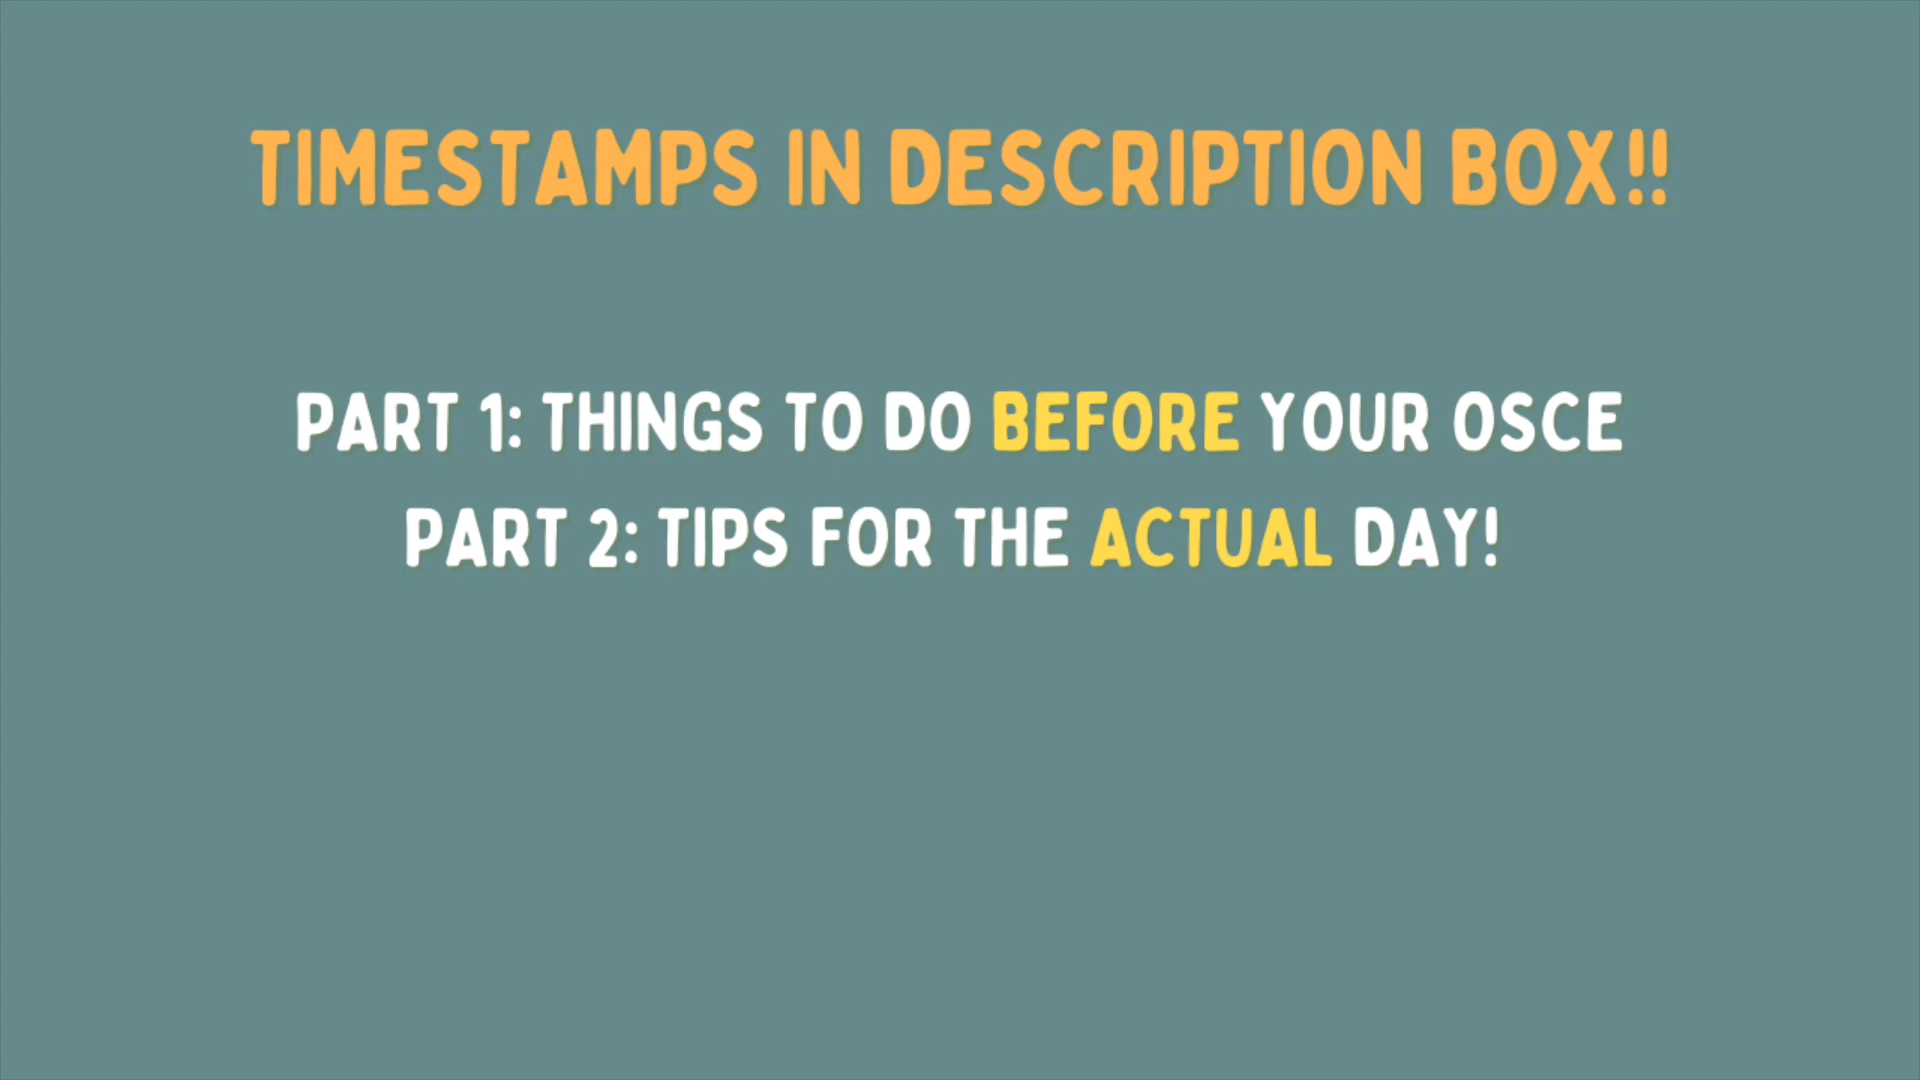 TIMESTAMPS IN DESCRIPTION BOX!!
PART 1: THINGS TO DO BEFORE YOUR OSCE
PART 2: TIPS FOR THE ACTUAL DAY!